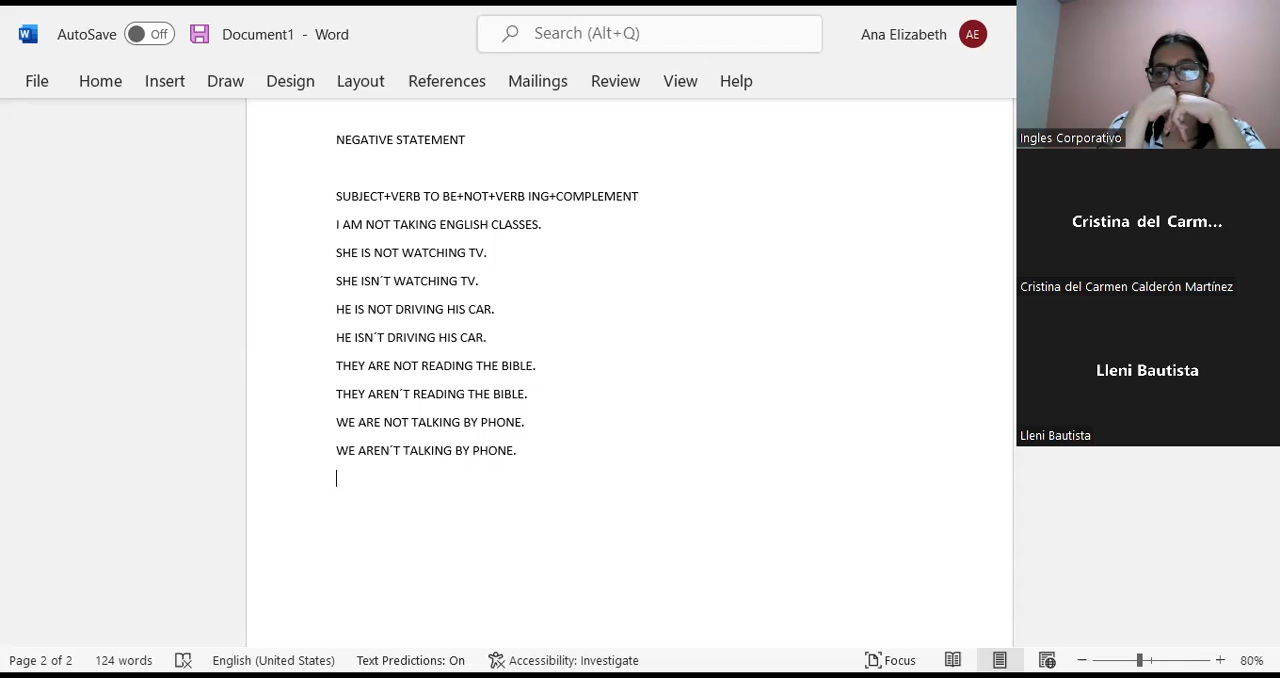 W
AutoSave Off Document1 - Word Search (Alt+Q) Ana Elizabeth AE
File Home Insert Draw Design Layout References Mailings Review View Help
NEGATIVE STATEMENT
SUBJECT+VERB TO BE+NOT+VERB ING+COMPLEMENT
I AM NOT TAKING ENGLISH CLASSES.
SHE IS NOT WATCHING TV.
SHE ISN´T WATCHING TV.
HE IS NOT DRIVING HIS CAR.
HE ISN´T DRIVING HIS CAR.
THEY ARE NOT READING THE BIBLE.
THEY AREN´T READING THE BIBLE.
WE ARE NOT TALKING BY PHONE.
WE AREN´T TALKING BY PHONE.
Page 2 of 2 124 words English (United States) Text Predictions: On Accessibility: Investigate Focus 80%
Ingles Corporativo
Cristina del Carm...
Cristina del Carmen Calderón Martínez
Lleni Bautista
Lleni Bautista